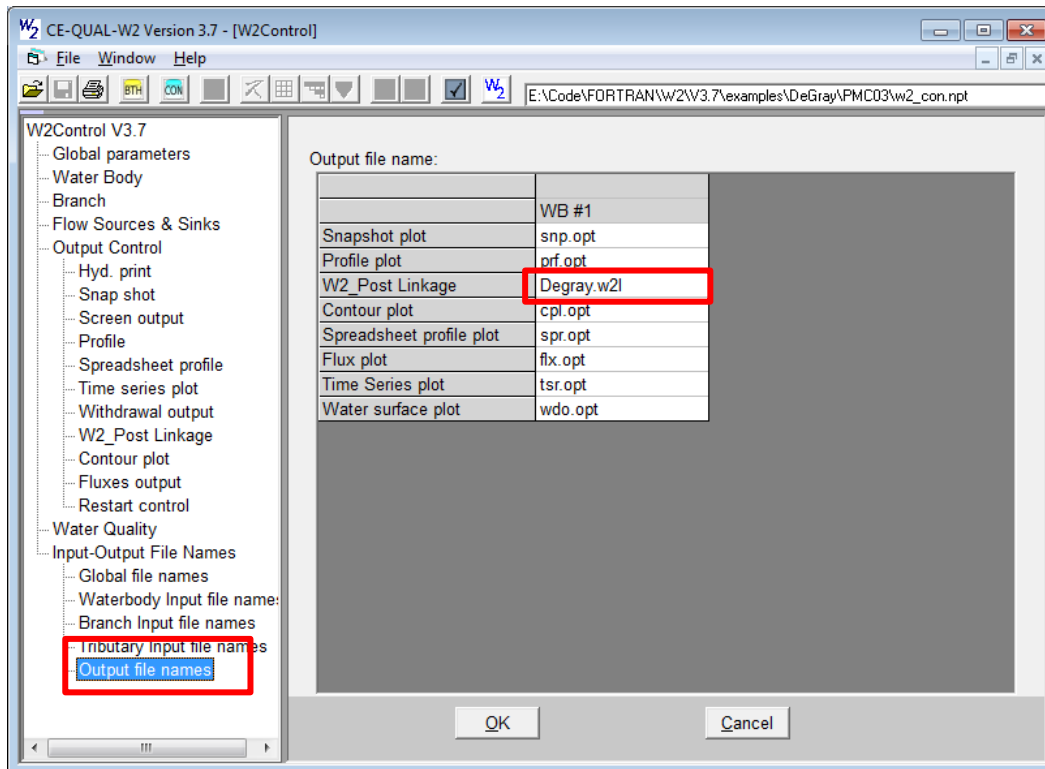 W2 CE-QUAL-W2 Version 3.7 - [W2Control]
File Window Help
BTH CON W2 E:\Code\FORTRAN\W2\V3.7\examples\DeGray\PMC03\w2_con.npt
W2Control V3.7
Global parameters
Water Body
Branch
Flow Sources & Sinks
Output Control
Hyd. print
Snap shot
Screen output
Profile
Spreadsheet profile
Time series plot
Withdrawal output
W2_Post Linkage
Contour plot
Fluxes output
Restart control
Water Quality
Input-Output File Names
Global file names
Waterbody Input file name:
Branch Input file names
Tributary Input file names
Output file names
Output file name:
WB #1
Snapshot plot snp.opt
Profile plot prf.opt
W2_Post Linkage Degray.w2l
Contour plot cpl.opt
Spreadsheet profile plot spr.opt
Flux plot flx.opt
Time Series plot tsr.opt
Water surface plot wdo.opt
OK Cancel